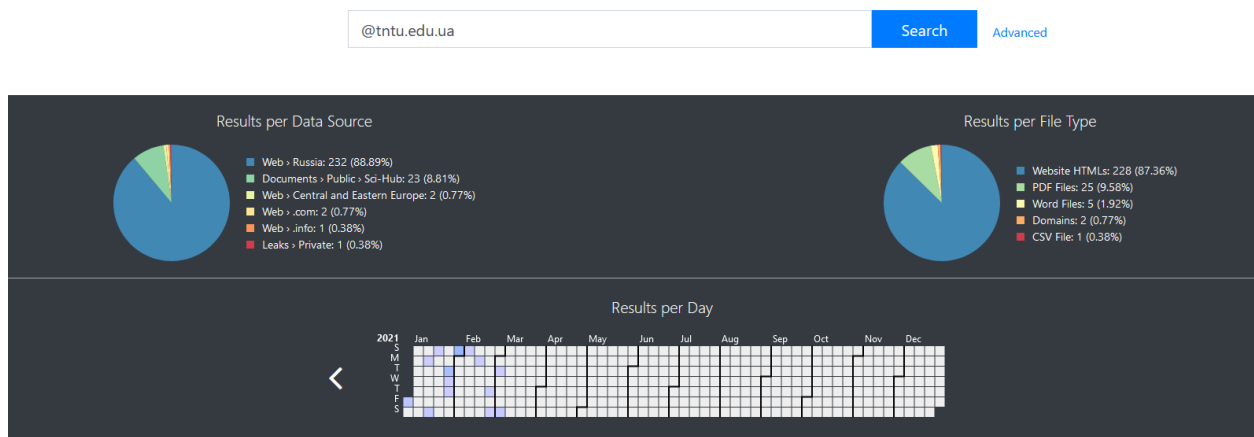 @tntu.edu.ua Search Advanced
Results per Data Source
Web › Russia: 232 (88.89%)
Documents › Public › Sci-Hub: 23 (8.81%)
Web › Central and Eastern Europe: 2 (0.77%)
Web › .com: 2 (0.77%)
Web › .info: 1 (0.38%)
Leaks › Private: 1 (0.38%)
Results per File Type
Website HTMLs: 228 (87.36%)
PDF Files: 25 (9.58%)
Word Files: 5 (1.92%)
Domains: 2 (0.77%)
CSV File: 1 (0.38%)
Results per Day
2021 Jan Feb Mar Apr May Jun Jul Aug Sep Oct Nov Dec
S
M
T
W
T
F
S